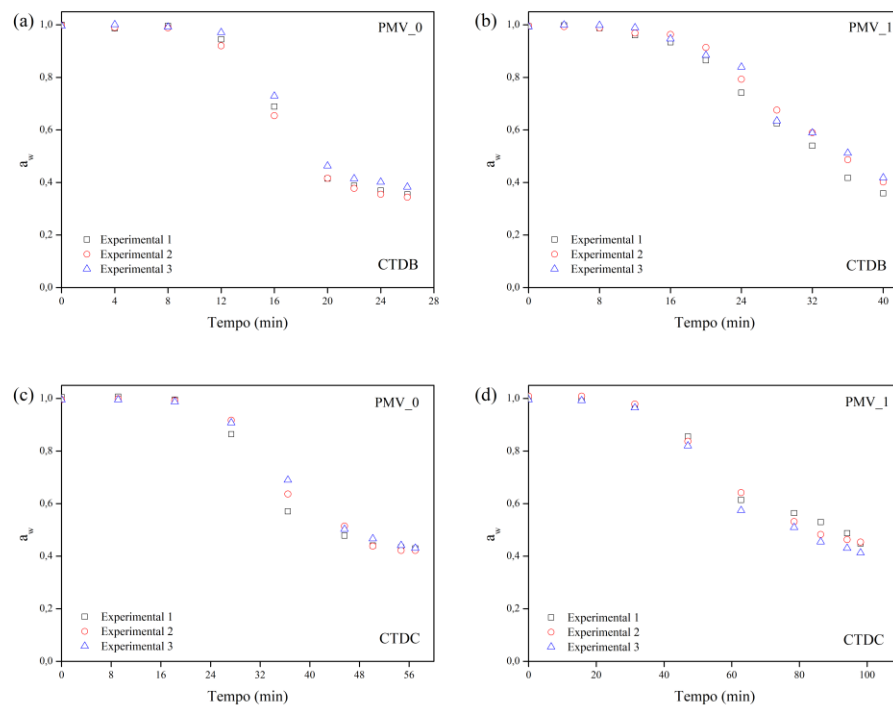 (a)
PMV_0
1,0
0,8
0,6
0,4
0,2
0,0
a_w
Experimental 1
Experimental 2
Experimental 3
CTDB
0 4 8 12 16 20 24 28
Tempo (min)
(b)
PMV_1
1,0
0,8
0,6
0,4
0,2
0,0
a_w
Experimental 1
Experimental 2
Experimental 3
CTDB
0 8 16 24 32 40
Tempo (min)
(c)
PMV_0
1,0
0,8
0,6
0,4
0,2
0,0
a_w
Experimental 1
Experimental 2
Experimental 3
CTDC
0 8 16 24 32 40 48 56
Tempo (min)
(d)
PMV_1
1,0
0,8
0,6
0,4
0,2
0,0
a_w
Experimental 1
Experimental 2
Experimental 3
CTDC
0 20 40 60 80 100
Tempo (min)